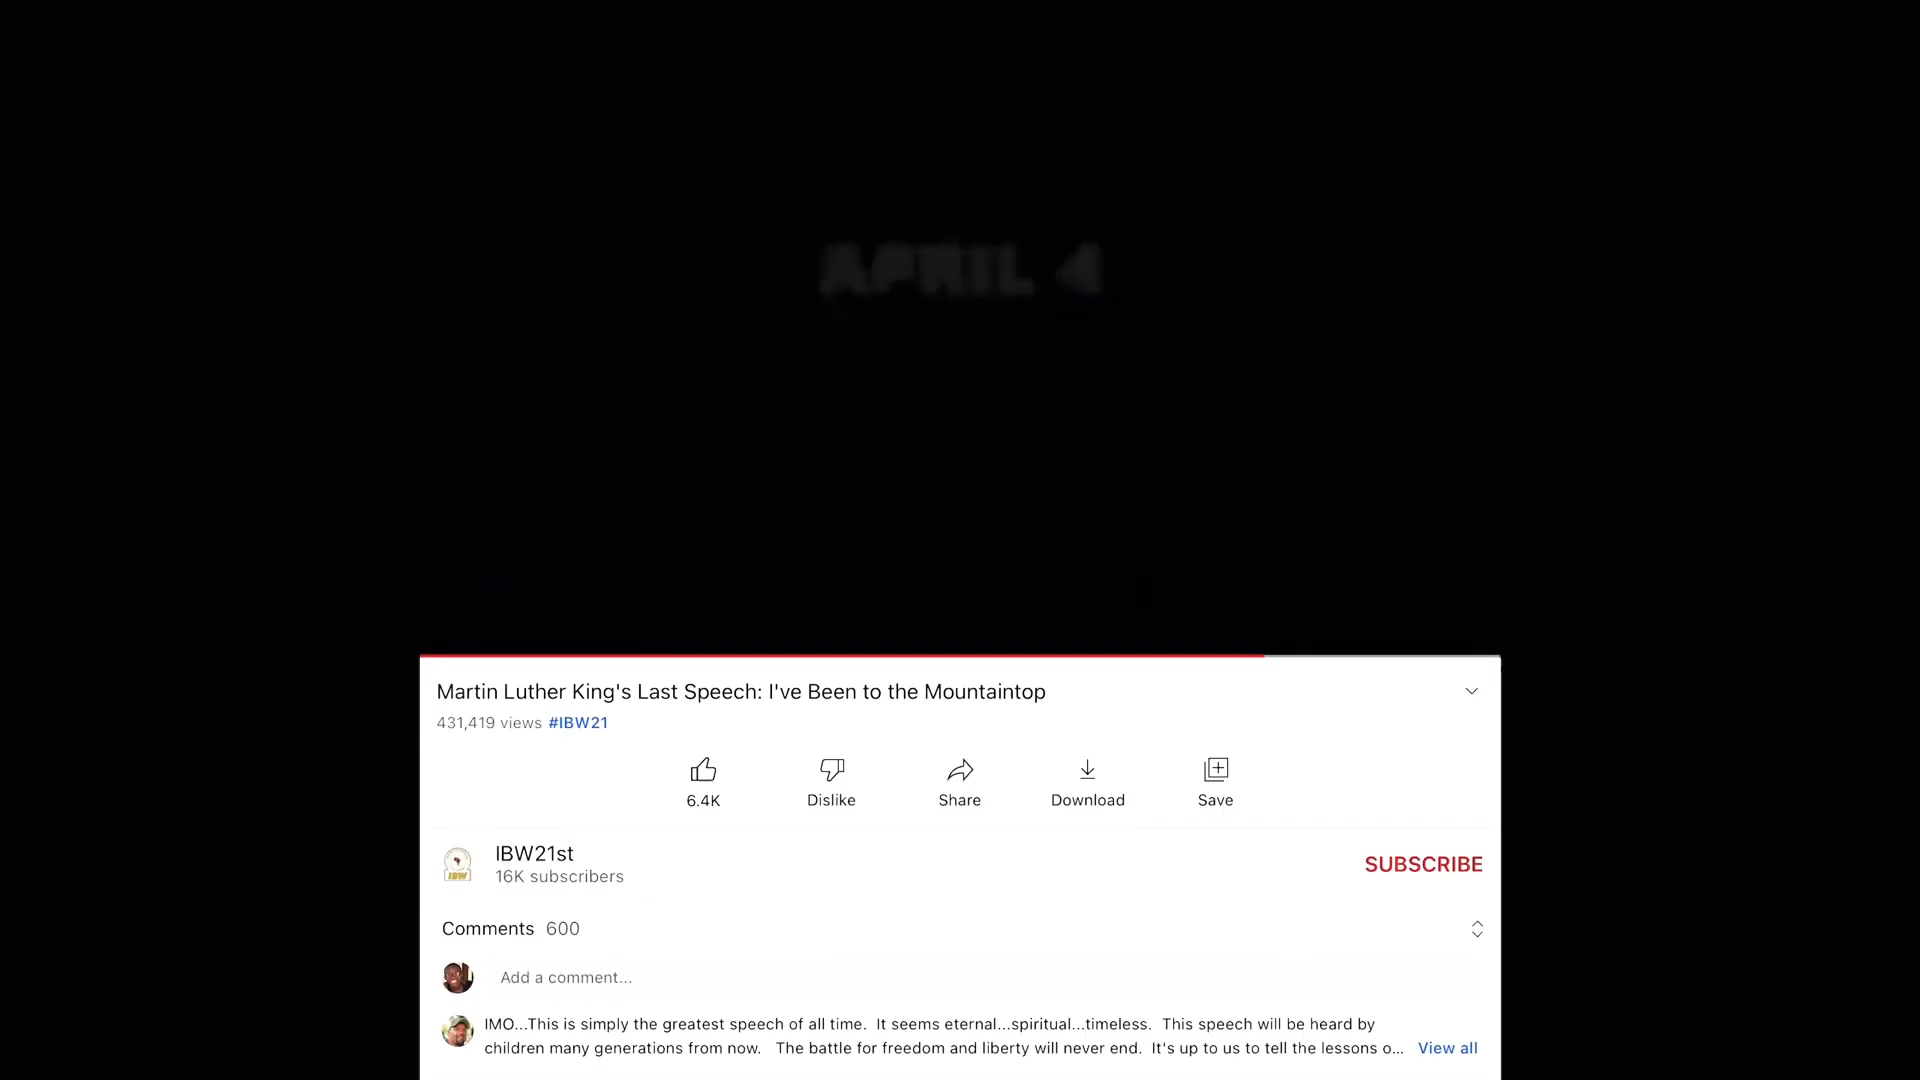 APRIL 4
Martin Luther King's Last Speech: I've Been to the Mountaintop
431,419 views #IBW21
6.4K Dislike Share Download Save
IBW
IBW21st
16K subscribers
SUBSCRIBE
Comments 600
Add a comment...
IMO...This is simply the greatest speech of all time. It seems eternal...spiritual...timeless. This speech will be heard by
children many generations from now. The battle for freedom and liberty will never end. It's up to us to tell the lessons o... View all